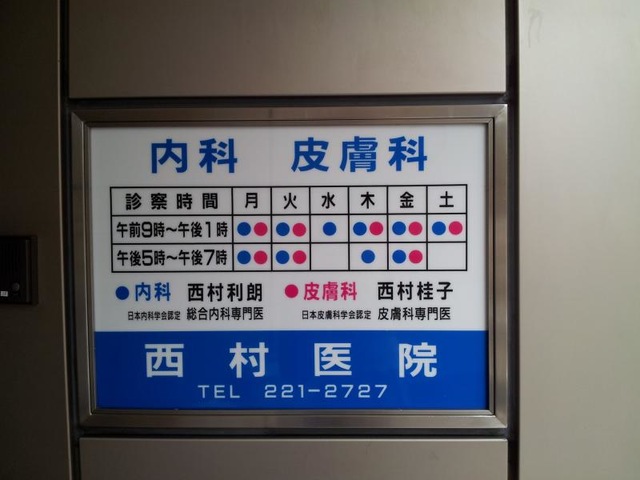 内科 皮膚科
診察時間 月 火 水 木 金 土
午前9時～午後1時 ●● ●● ● ●● ●● ●●
午後5時～午後7時 ●● ●● ● ●●
●内科 西村利朗 ●皮膚科 西村桂子
日本内科学会認定 総合内科専門医 日本皮膚科学会認定 皮膚科専門医
西村医院
TEL 221-2727